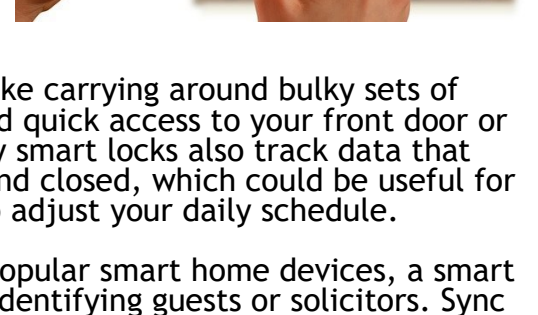 ke carrying around bulky sets of
d quick access to your front door or
y smart locks also track data that
nd closed, which could be useful for
adjust your daily schedule.
opular smart home devices, a smart
dentifying guests or solicitors. Sync